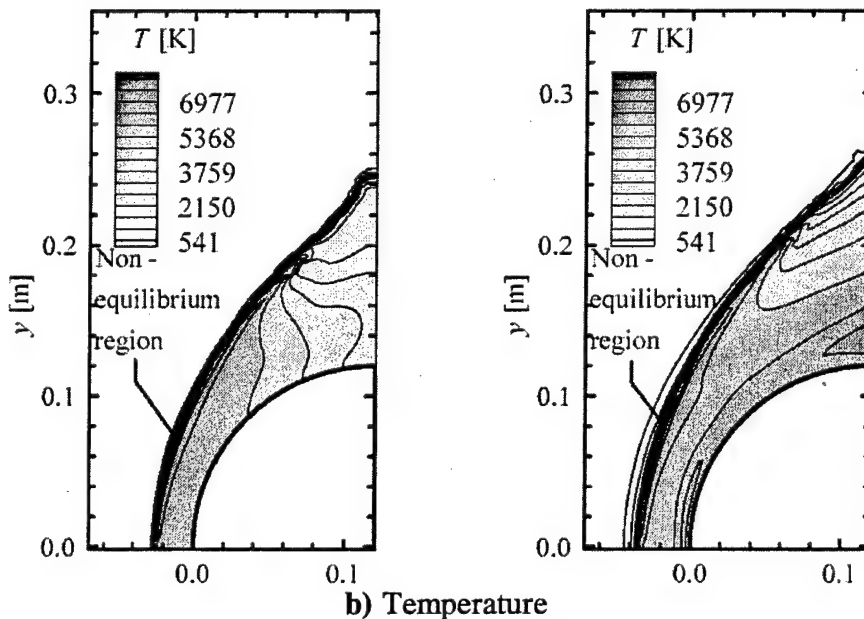 T [K]
6977
5368
3759
2150
541
Non -
equilibrium
region
y [m]
0.3
0.2
0.1
0.0
0.0
0.1
T [K]
6977
5368
3759
2150
541
Non -
equilibrium
region
y [m]
0.3
0.2
0.1
0.0
0.0
0.1
b) Temperature